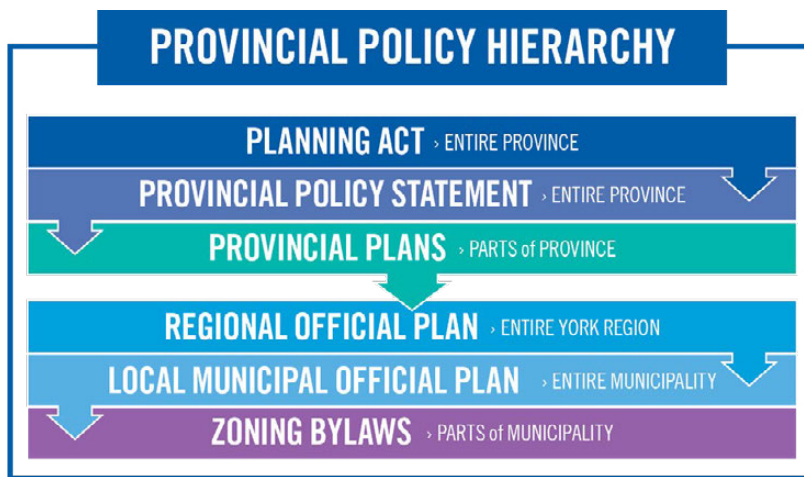 PROVINCIAL POLICY HIERARCHY
PLANNING ACT › ENTIRE PROVINCE
PROVINCIAL POLICY STATEMENT › ENTIRE PROVINCE
PROVINCIAL PLANS › PARTS of PROVINCE
REGIONAL OFFICIAL PLAN › ENTIRE YORK REGION
LOCAL MUNICIPAL OFFICIAL PLAN › ENTIRE MUNICIPALITY
ZONING BYLAWS › PARTS of MUNICIPALITY